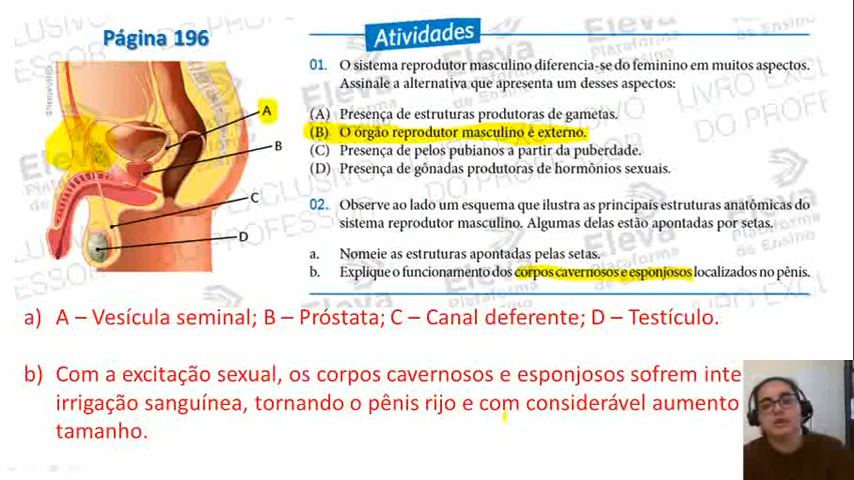 Página 196
Atividades
01. O sistema reprodutor masculino diferencia-se do feminino em muitos aspectos.
Assinale a alternativa que apresenta um desses aspectos:
(A) Presença de estruturas produtoras de gametas.
(B) O órgão reprodutor masculino é externo.
(C) Presença de pelos pubianos a partir da puberdade.
(D) Presença de gônadas produtoras de hormônios sexuais.
02. Observe ao lado um esquema que ilustra as principais estruturas anatômicas do
sistema reprodutor masculino. Algumas delas estão apontadas por setas.
a. Nomeie as estruturas apontadas pelas setas.
b. Explique o funcionamento dos corpos cavernosos e esponjosos localizados no pênis.
A
B
C
D
a) A – Vesícula seminal; B – Próstata; C – Canal deferente; D – Testículo.
b) Com a excitação sexual, os corpos cavernosos e esponjosos sofrem inte
irrigação sanguínea, tornando o pênis rijo e com considerável aumento
tamanho.